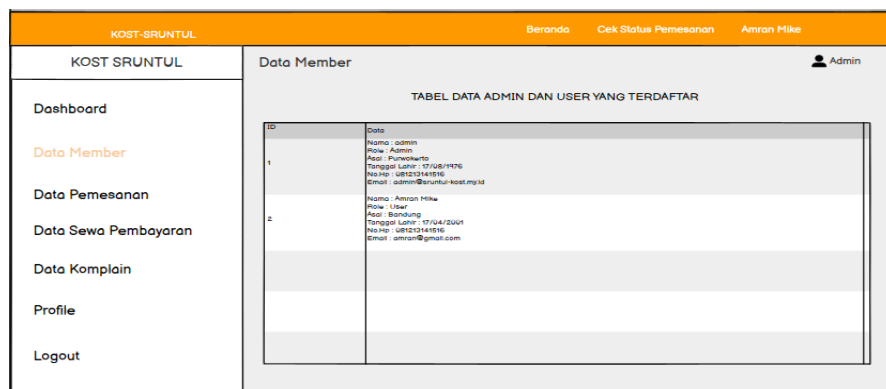 KOST-SRUNTUL
Beranda
Cek Status Pemesanan
Amran Mike
KOST SRUNTUL
Dashboard
Data Member
Data Pemesanan
Data Sewa Pembayaran
Data Komplain
Profile
Logout
Data Member
Admin
TABEL DATA ADMIN DAN USER YANG TERDAFTAR
ID
Data
1
Nama : admin
Role : Admin
Asal : Purwokerto
Tanggal Lahir : 17/08/1976
No.Hp : 081213141516
Email : admin@sruntul-kost.my.id
2
Nama : Amran Mike
Role : User
Asal : Bandung
Tanggal Lahir : 17/04/2001
No.Hp : 081213141516
Email : amran@gmail.com